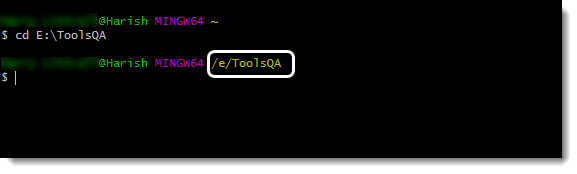 @Harish MINGW64 ~
$ cd E:\ToolsQA
@Harish MINGW64 /e/ToolsQA
$